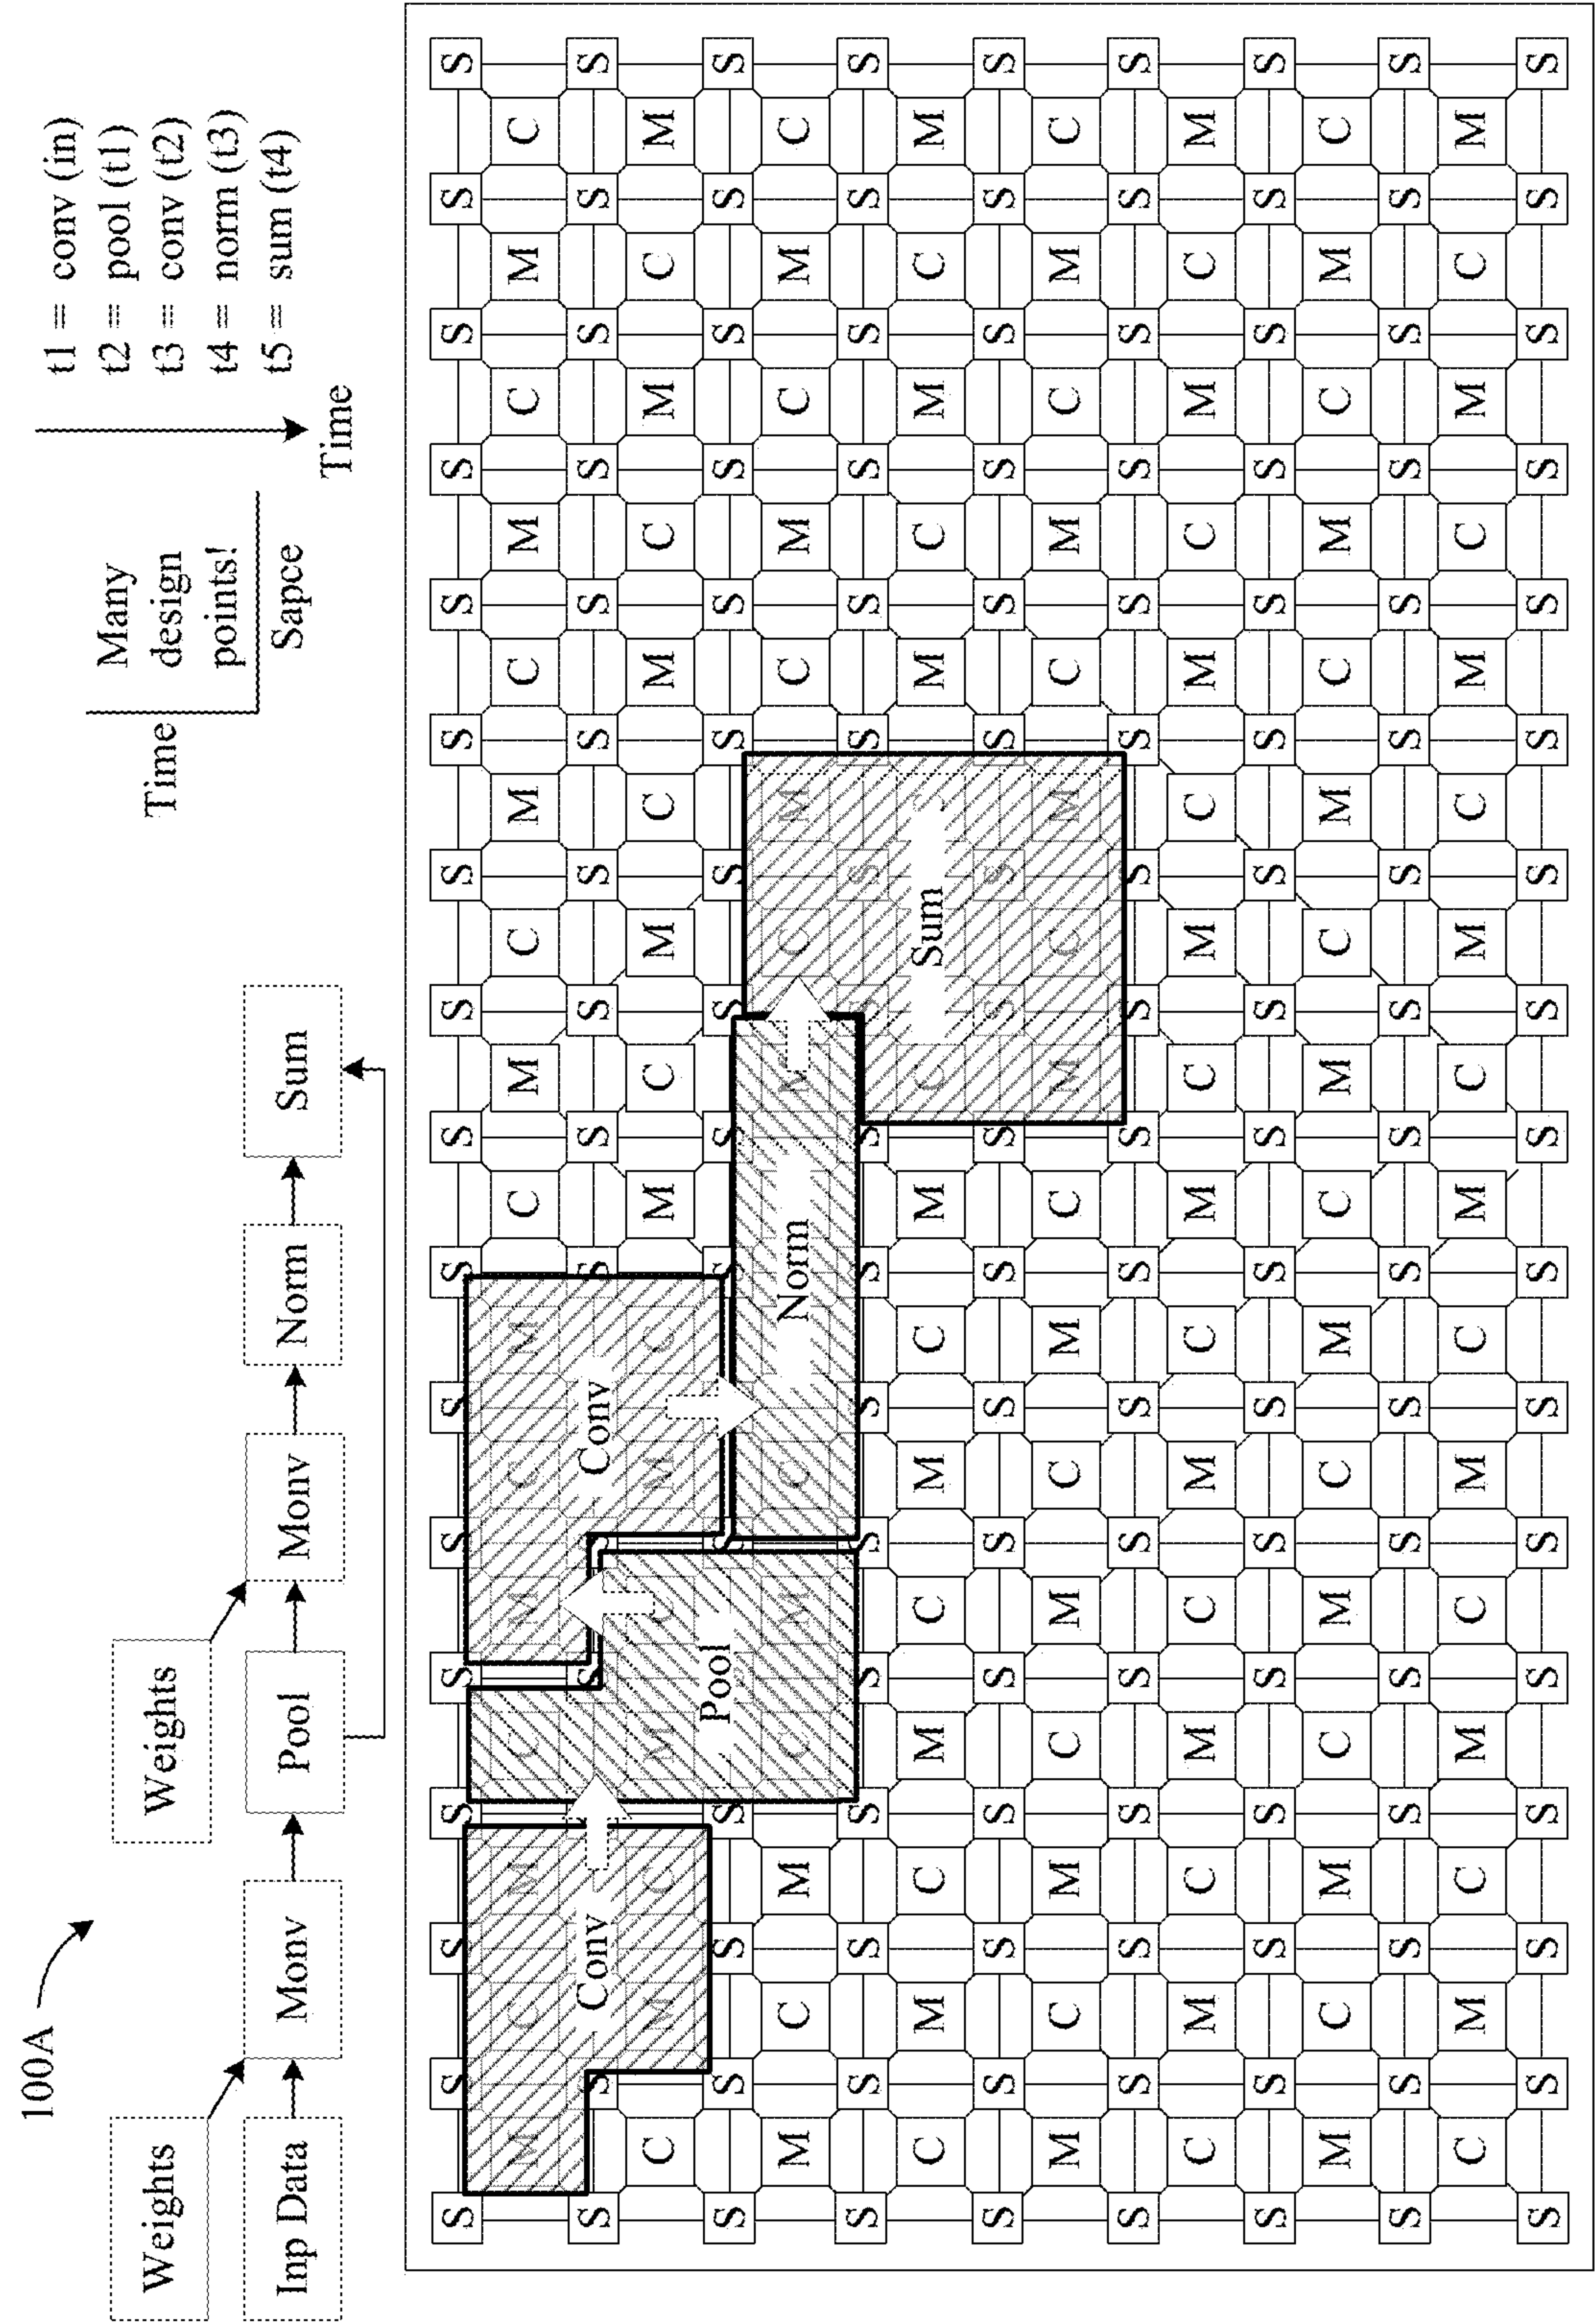 100A
t1 = conv (in)
t2 = pool (t1)
t3 = conv (t2)
t4 = norm (t3)
t5 = sum (t4)
Time
Many
design
points!
Time
Sapce
Weights
Weights
Inp Data
Monv
Pool
Monv
Norm
Sum
S S S S S S S S S S S S S S S S S
M C M C M C M C M C M C M C M C
S S Conv S S Conv S S S S S S S S S S
C M C M C M C M C M C M C M C M
S S S S Pool S S S S S S S S S S S
M C M C M C Norm M C M C M C M C
S S S S S S S S S S S S S S S S S
C M C M C M C M C Sum C M C M C M
S S S S S S S S S S S S S S S S S
M C M C M C M C M C M C M C M C
S S S S S S S S S S S S S S S S S
C M C M C M C M C M C M C M C M
S S S S S S S S S S S S S S S S S
M C M C M C M C M C M C M C M C
S S S S S S S S S S S S S S S S S
C M C M C M C M C M C M C M C M
S S S S S S S S S S S S S S S S S